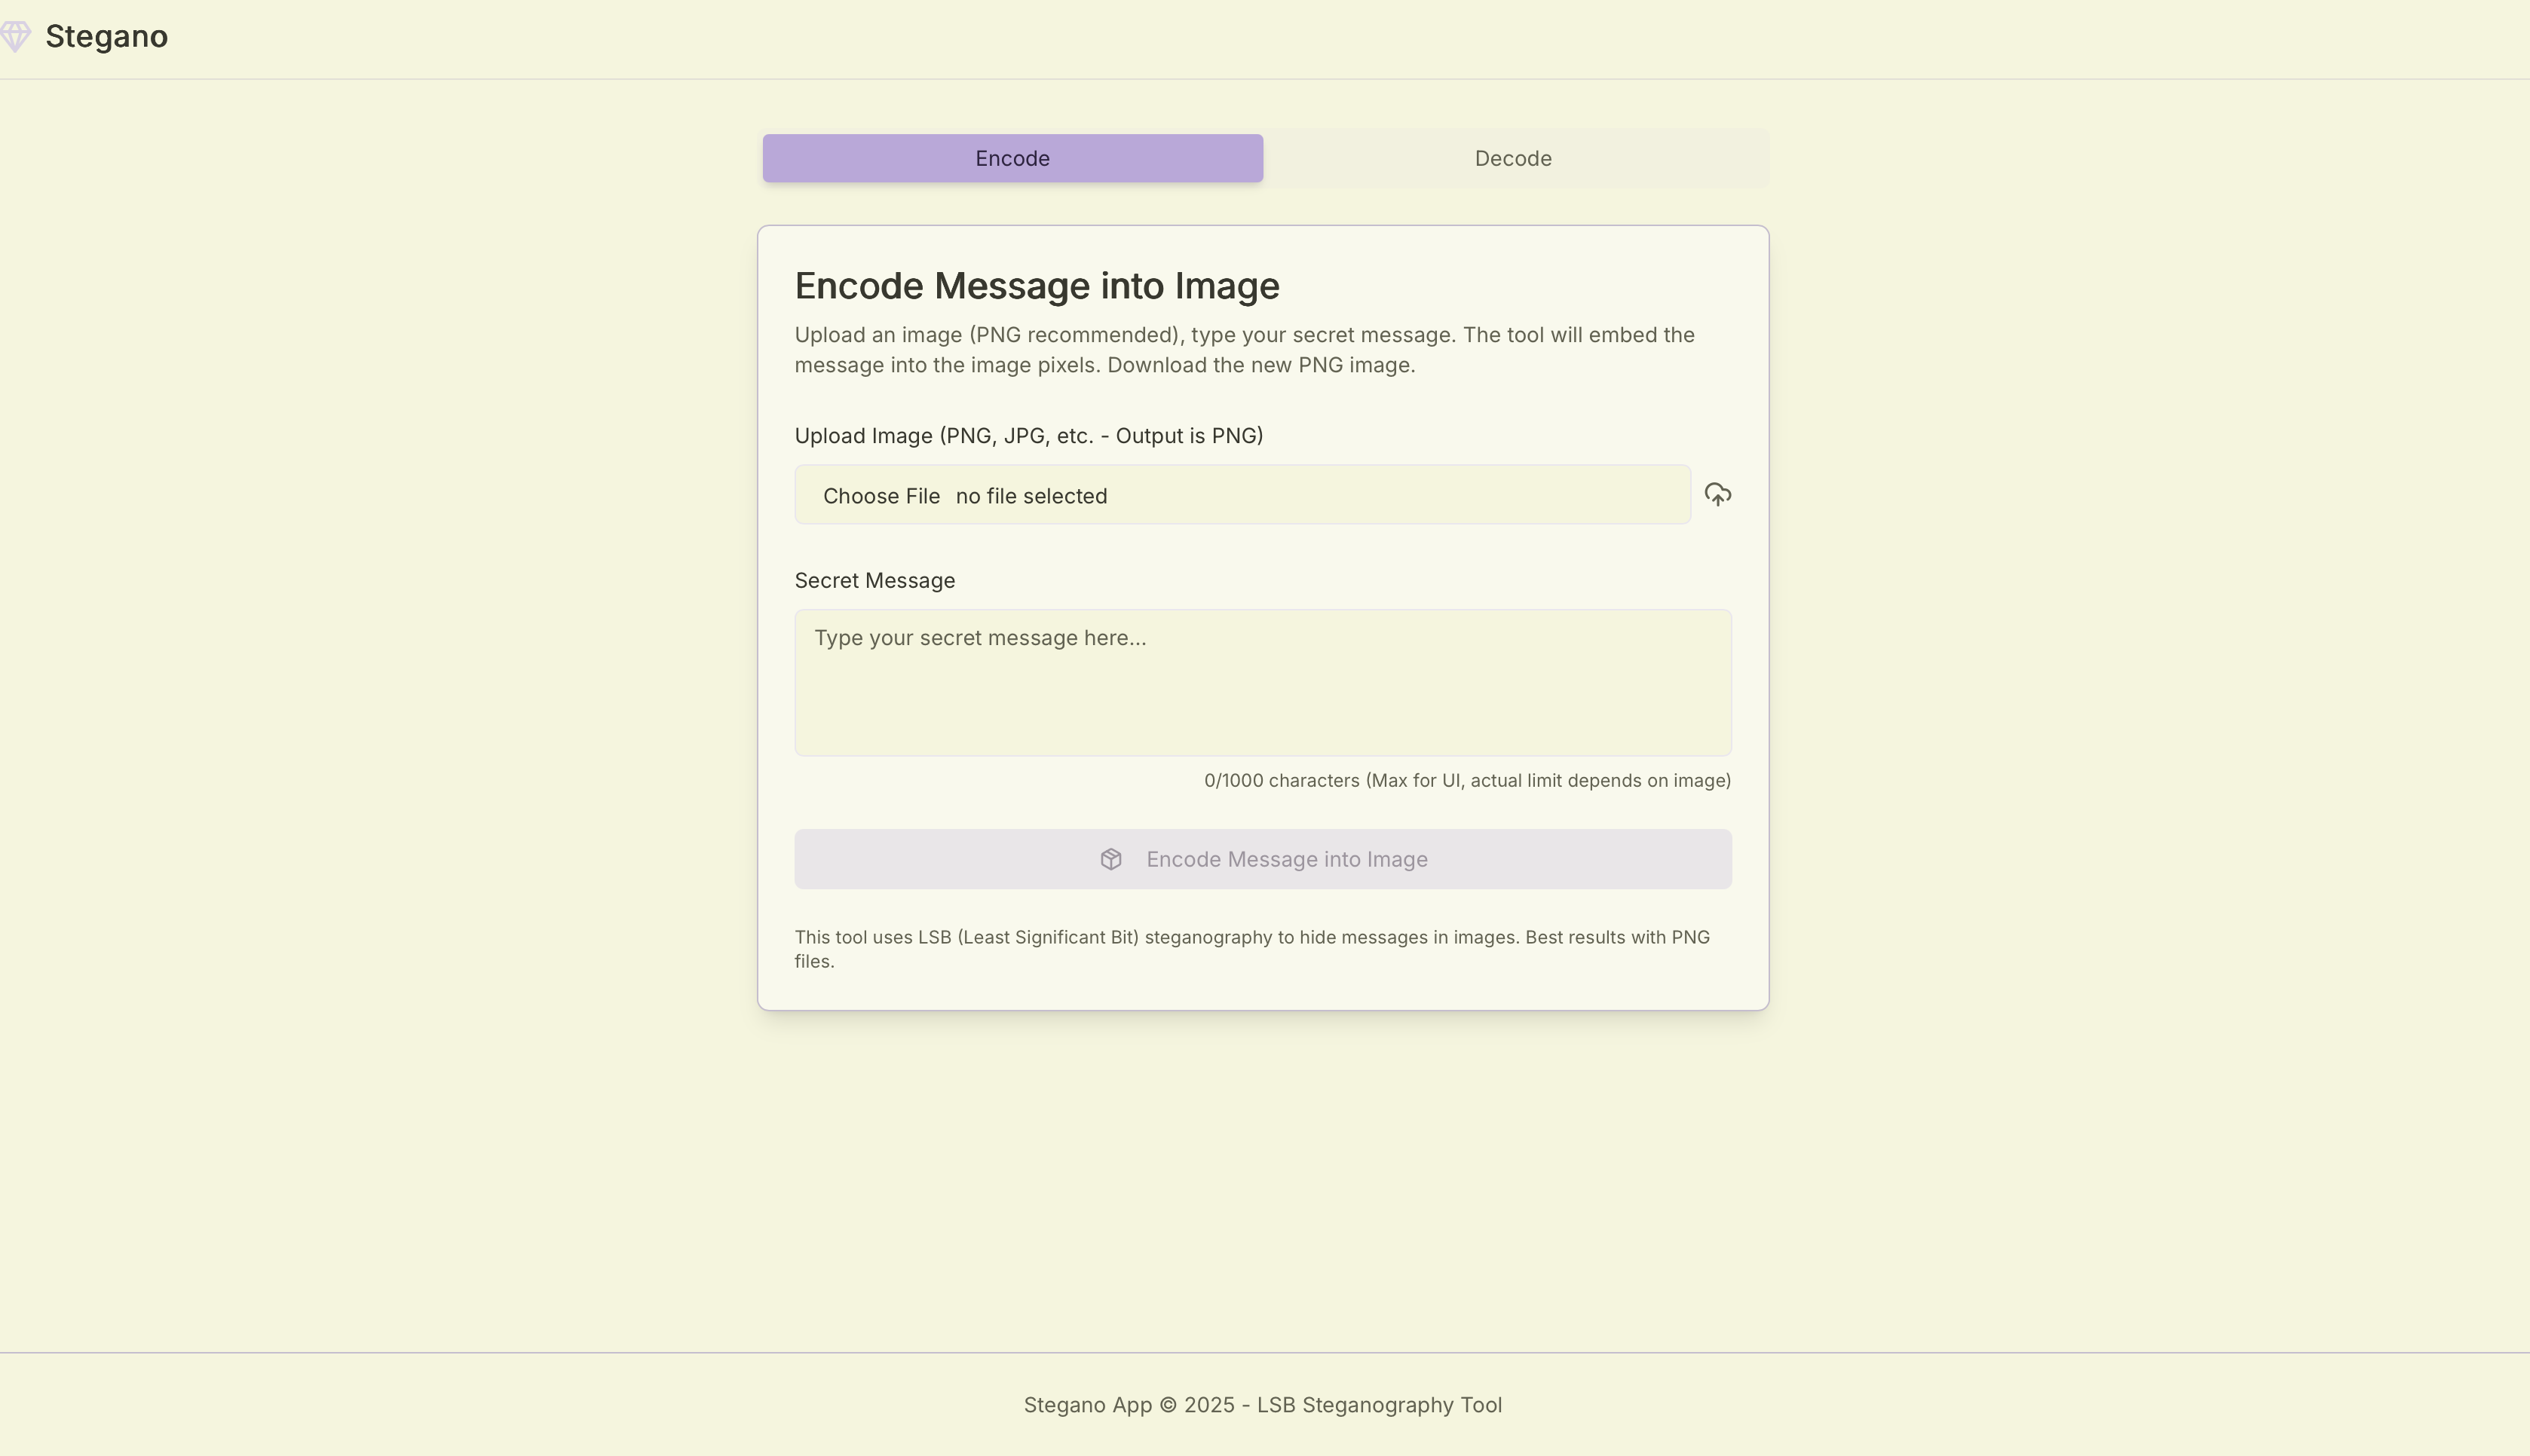 Stegano
Encode
Decode
Encode Message into Image
Upload an image (PNG recommended), type your secret message. The tool will embed the
message into the image pixels. Download the new PNG image.
Upload Image (PNG, JPG, etc. - Output is PNG)
Choose File no file selected
Secret Message
Type your secret message here...
0/1000 characters (Max for UI, actual limit depends on image)
Encode Message into Image
This tool uses LSB (Least Significant Bit) steganography to hide messages in images. Best results with PNG
files.
Stegano App © 2025 - LSB Steganography Tool